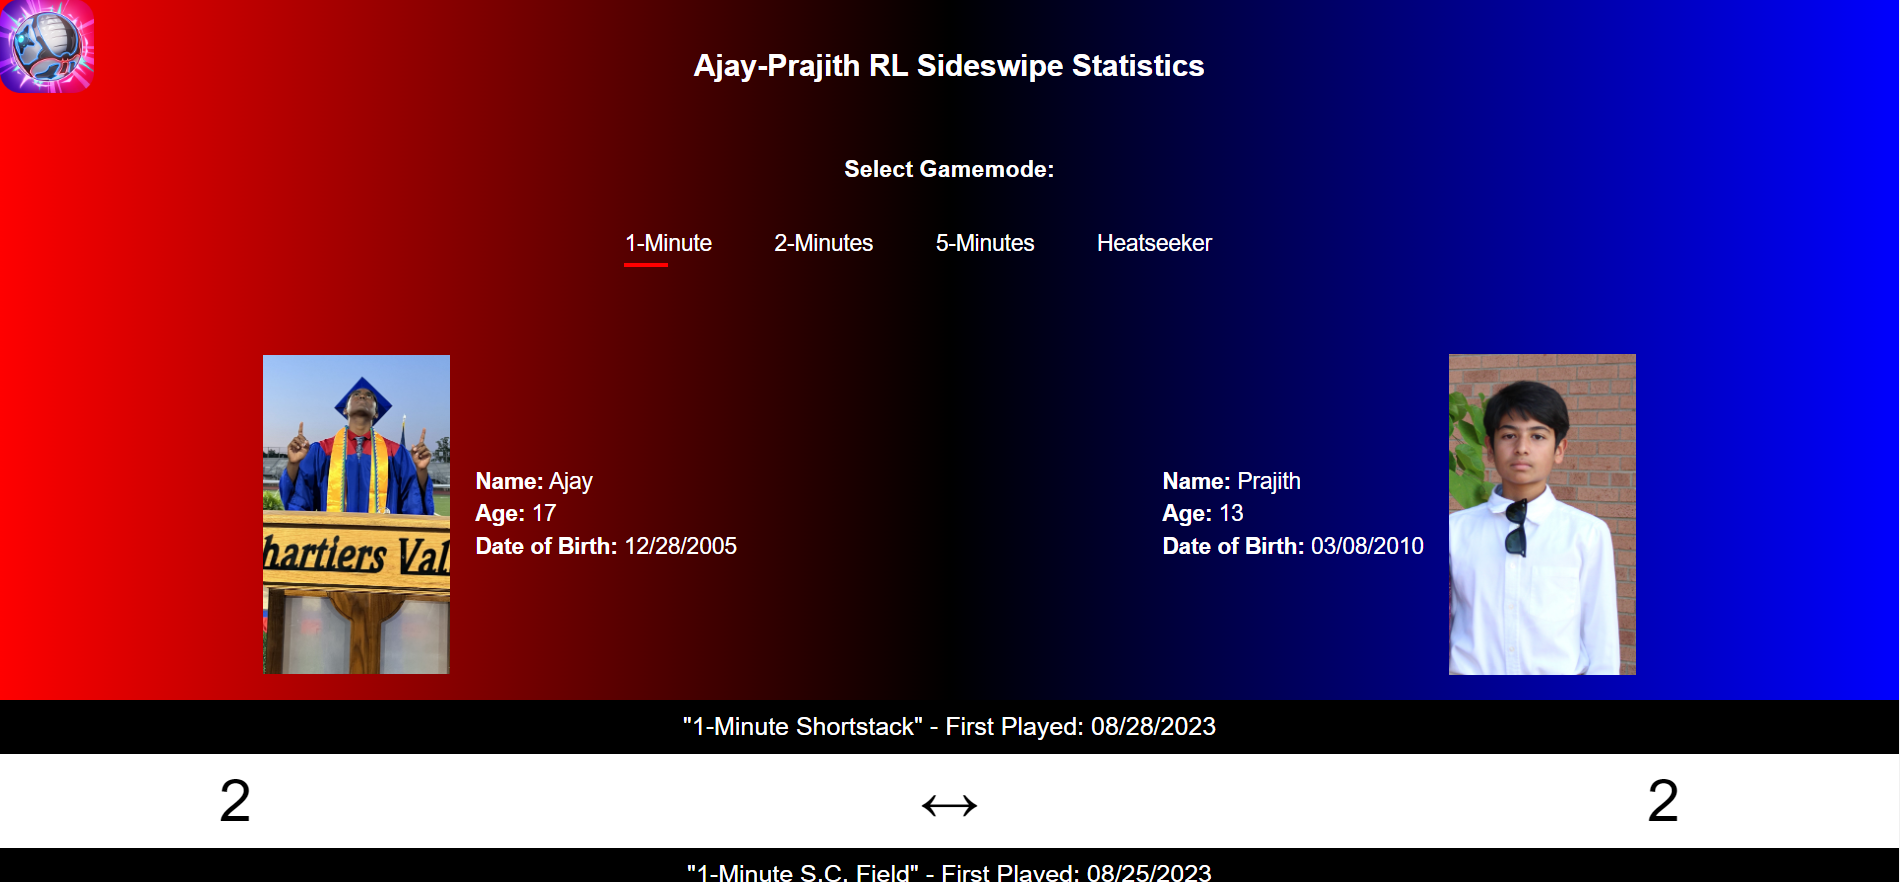 Ajay-Prajith RL Sideswipe Statistics
Select Gamemode:
1-Minute 2-Minutes 5-Minutes Heatseeker
Name: Ajay
Age: 17
Date of Birth: 12/28/2005
hartiers Val
Name: Prajith
Age: 13
Date of Birth: 03/08/2010
"1-Minute Shortstack" - First Played: 08/28/2023
2 ↔ 2
"1-Minute S.C. Field" - First Played: 08/25/2023